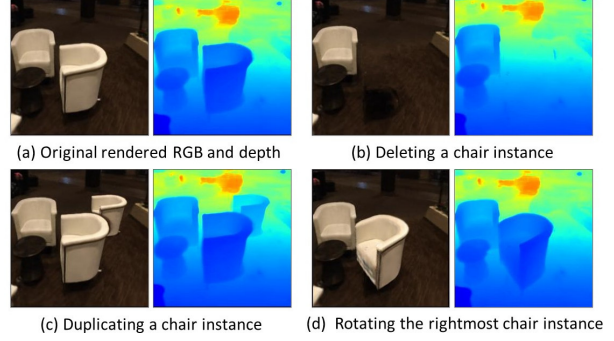 (a) Original rendered RGB and depth
(b) Deleting a chair instance
(c) Duplicating a chair instance
(d) Rotating the rightmost chair instance